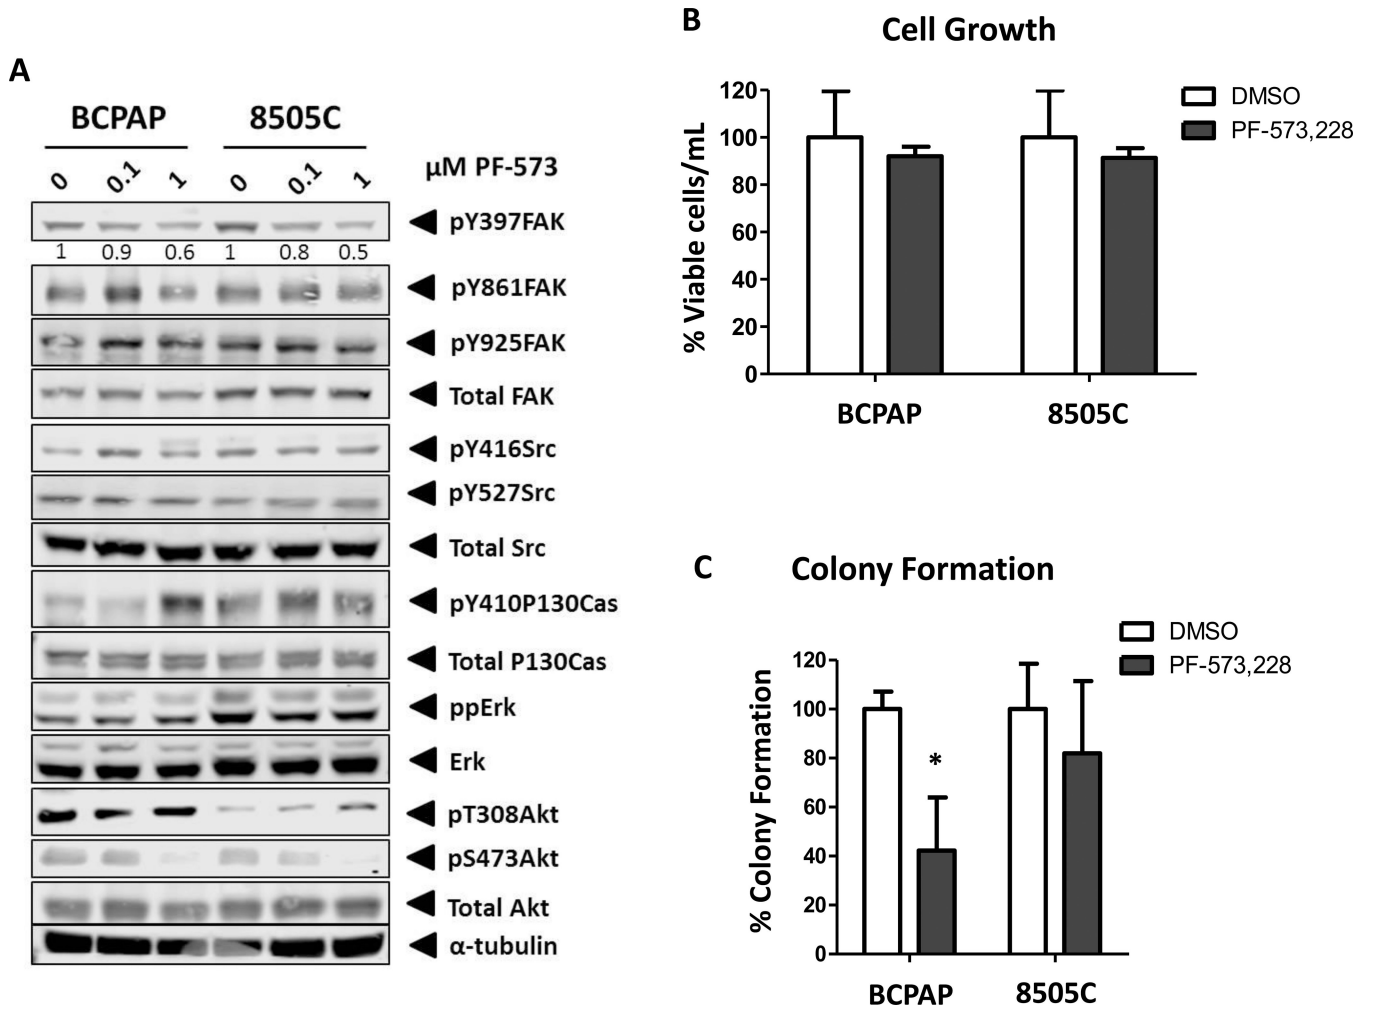 A
BCPAP 8505C
0 0.1 1 0 0.1 1 µM PF-573
pY397FAK
1 0.9 0.6 1 0.8 0.5
pY861FAK
pY925FAK
Total FAK
pY416Src
pY527Src
Total Src
pY410P130Cas
Total P130Cas
ppErk
Erk
pT308Akt
pS473Akt
Total Akt
α-tubulin
B
Cell Growth
DMSO
PF-573,228
% Viable cells/mL
120
100
80
60
40
20
0
BCPAP 8505C
C
Colony Formation
DMSO
PF-573,228
% Colony Formation
120
100
80
60
40
20
0
*
BCPAP 8505C